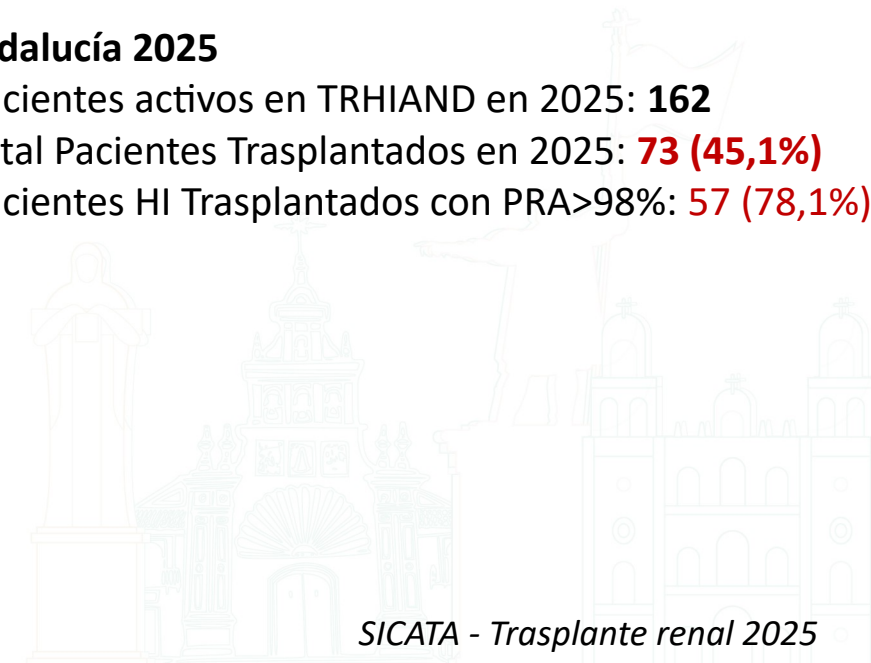 dalucía 2025
cientes activos en TRHIAND en 2025: 162
tal Pacientes Trasplantados en 2025: 73 (45,1%)
cientes HI Trasplantados con PRA>98%: 57 (78,1%)
SICATA - Trasplante renal 2025